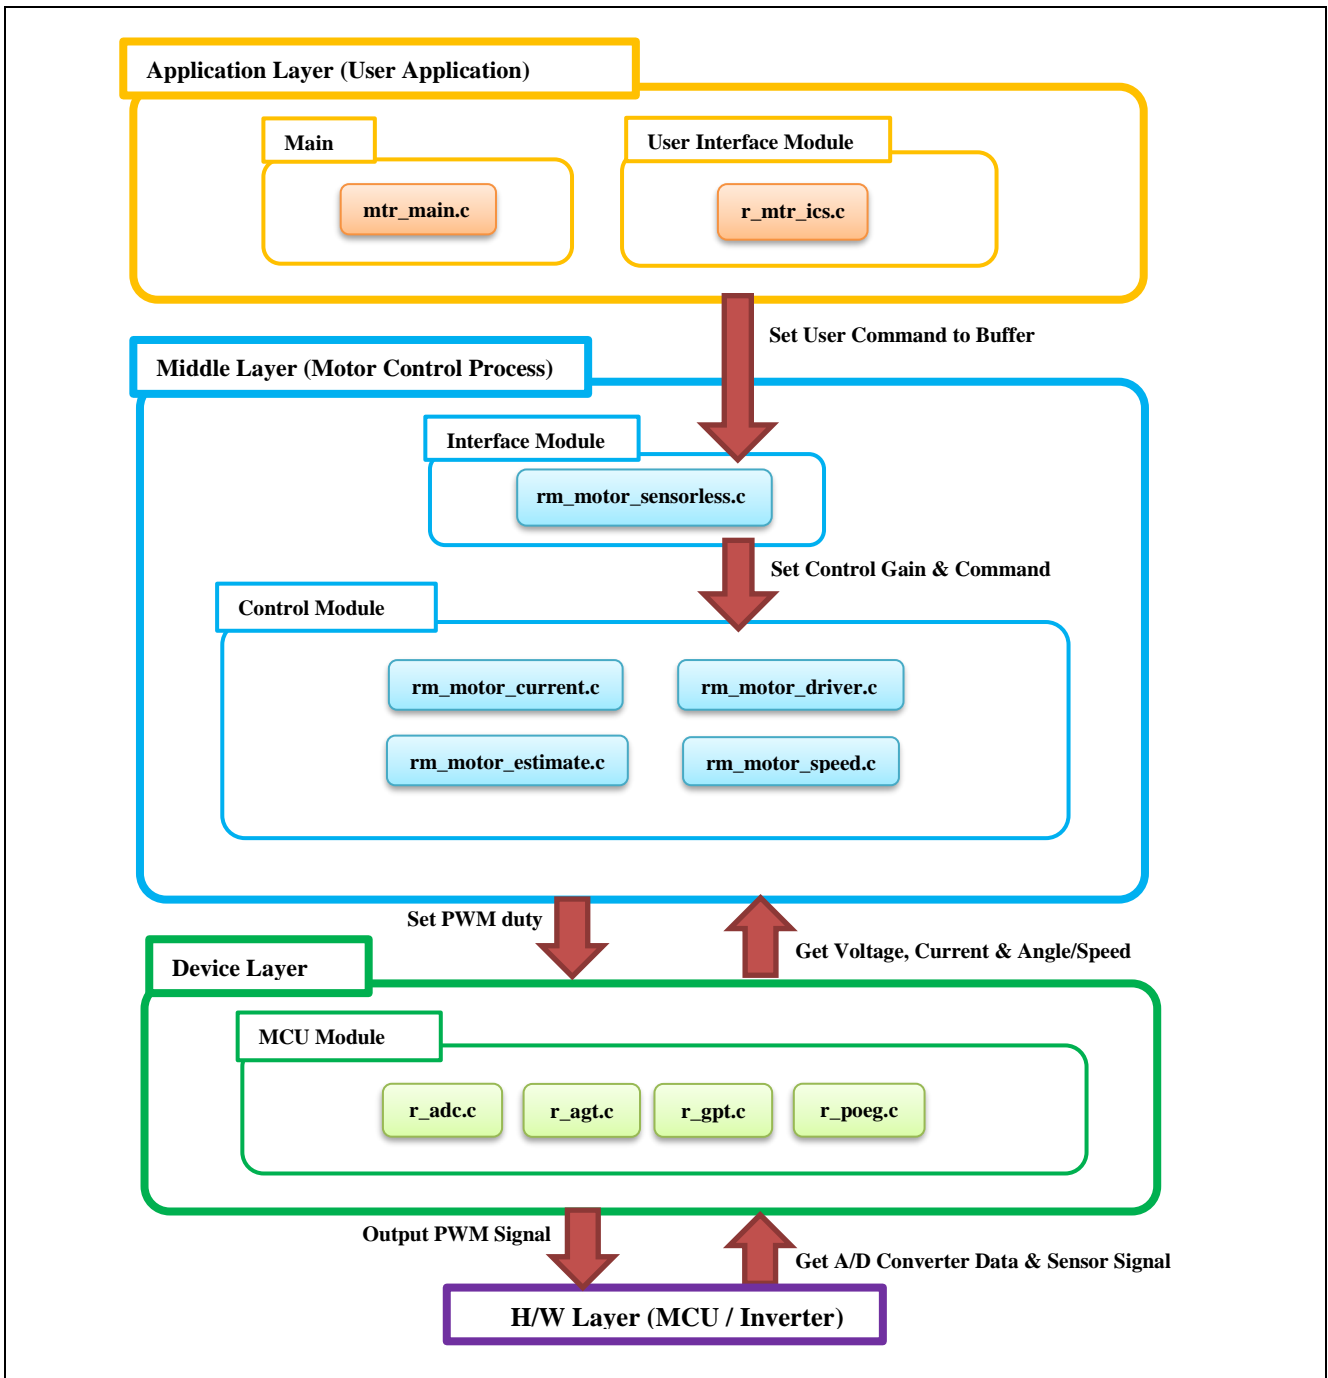 Application Layer (User Application)
Main
User Interface Module
mtr_main.c
r_mtr_ics.c
Set User Command to Buffer
Middle Layer (Motor Control Process)
Interface Module
rm_motor_sensorless.c
Set Control Gain & Command
Control Module
rm_motor_current.c
rm_motor_driver.c
rm_motor_estimate.c
rm_motor_speed.c
Set PWM duty
Get Voltage, Current & Angle/Speed
Device Layer
MCU Module
r_adc.c
r_agt.c
r_gpt.c
r_poeg.c
Output PWM Signal
Get A/D Converter Data & Sensor Signal
H/W Layer (MCU / Inverter)